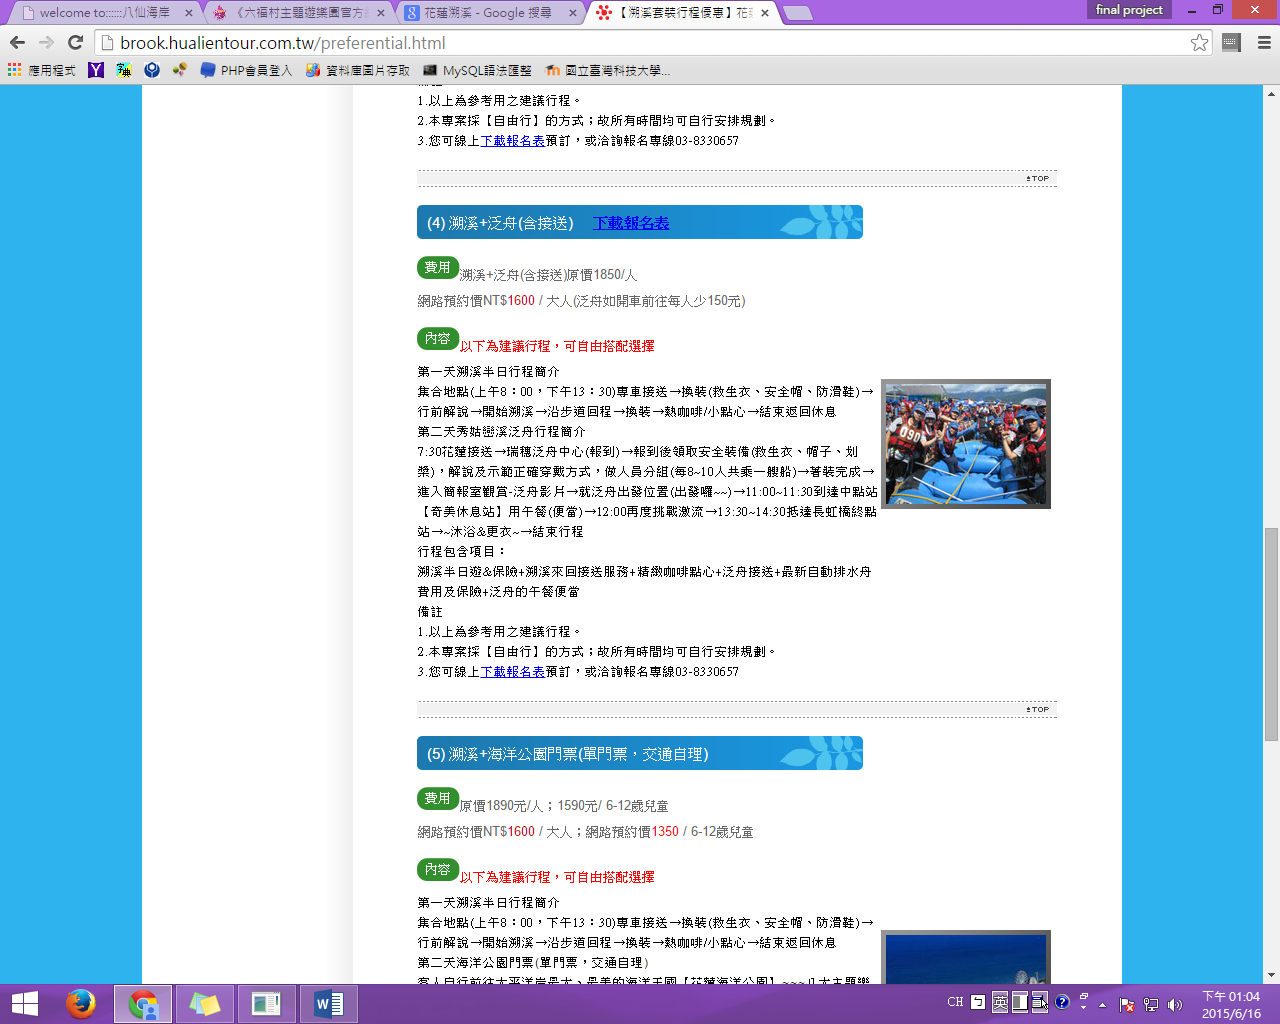 welcome to::::::八仙海岸
《六福村主題遊樂園官方網
花蓮溯溪 - Google 搜尋
【溯溪套裝行程優惠】花蓮
final project
brook.hualientour.com.tw/preferential.html
應用程式
PHP會員登入
資料庫圖片存取
MySQL語法匯整
國立臺灣科技大學...
1.以上為參考用之建議行程。
2.本專案採【自由行】的方式；故所有時間均可自行安排規劃。
3.您可線上下載報名表預訂，或洽詢報名專線03-8330657
TOP
(4) 溯溪+泛舟(含接送) 下載報名表
費用 溯溪+泛舟(含接送)原價1850/人
網路預約價NT$1600 / 大人(泛舟如開車前往每人少150元)
內容 以下為建議行程，可自由搭配選擇
第一天溯溪半日行程簡介
集合地點(上午8：00，下午13：30)專車接送→換裝(救生衣、安全帽、防滑鞋)→
行前解說→開始溯溪→沿步道回程→換裝→熱咖啡/小點心→結束返回休息
第二天秀姑巒溪泛舟行程簡介
7:30花蓮接送→瑞穗泛舟中心(報到)→報到後領取安全裝備(救生衣、帽子、划
槳)，解說及示範正確穿戴方式，做人員分組(每8~10人共乘一艘船)→著裝完成→
進入簡報室觀賞-泛舟影片→就泛舟出發位置(出發囉~~)→11:00~11:30到達中點站
【奇美休息站】用午餐(便當)→12:00再度挑戰激流→13:30~14:30抵達長虹橋終點
站→~沐浴&更衣~→結束行程
行程包含項目：
溯溪半日遊&保險+溯溪來回接送服務+精緻咖啡點心+泛舟接送+最新自動排水舟
費用及保險+泛舟的午餐便當
備註
1.以上為參考用之建議行程。
2.本專案採【自由行】的方式；故所有時間均可自行安排規劃。
3.您可線上下載報名表預訂，或洽詢報名專線03-8330657
TOP
(5) 溯溪+海洋公園門票(單門票，交通自理)
費用 原價1890元/人；1590元/ 6-12歲兒童
網路預約價NT$1600 / 大人；網路預約價1350 / 6-12歲兒童
內容 以下為建議行程，可自由搭配選擇
第一天溯溪半日行程簡介
集合地點(上午8：00，下午13：30)專車接送→換裝(救生衣、安全帽、防滑鞋)→
行前解說→開始溯溪→沿步道回程→換裝→熱咖啡/小點心→結束返回休息
第二天海洋公園門票(單門票，交通自理)
客人自行前往太平洋岸最大、最美的海洋王國【花蓮海洋公園】~~~八大主題樂
CH
英
下午 01:04
2015/6/16